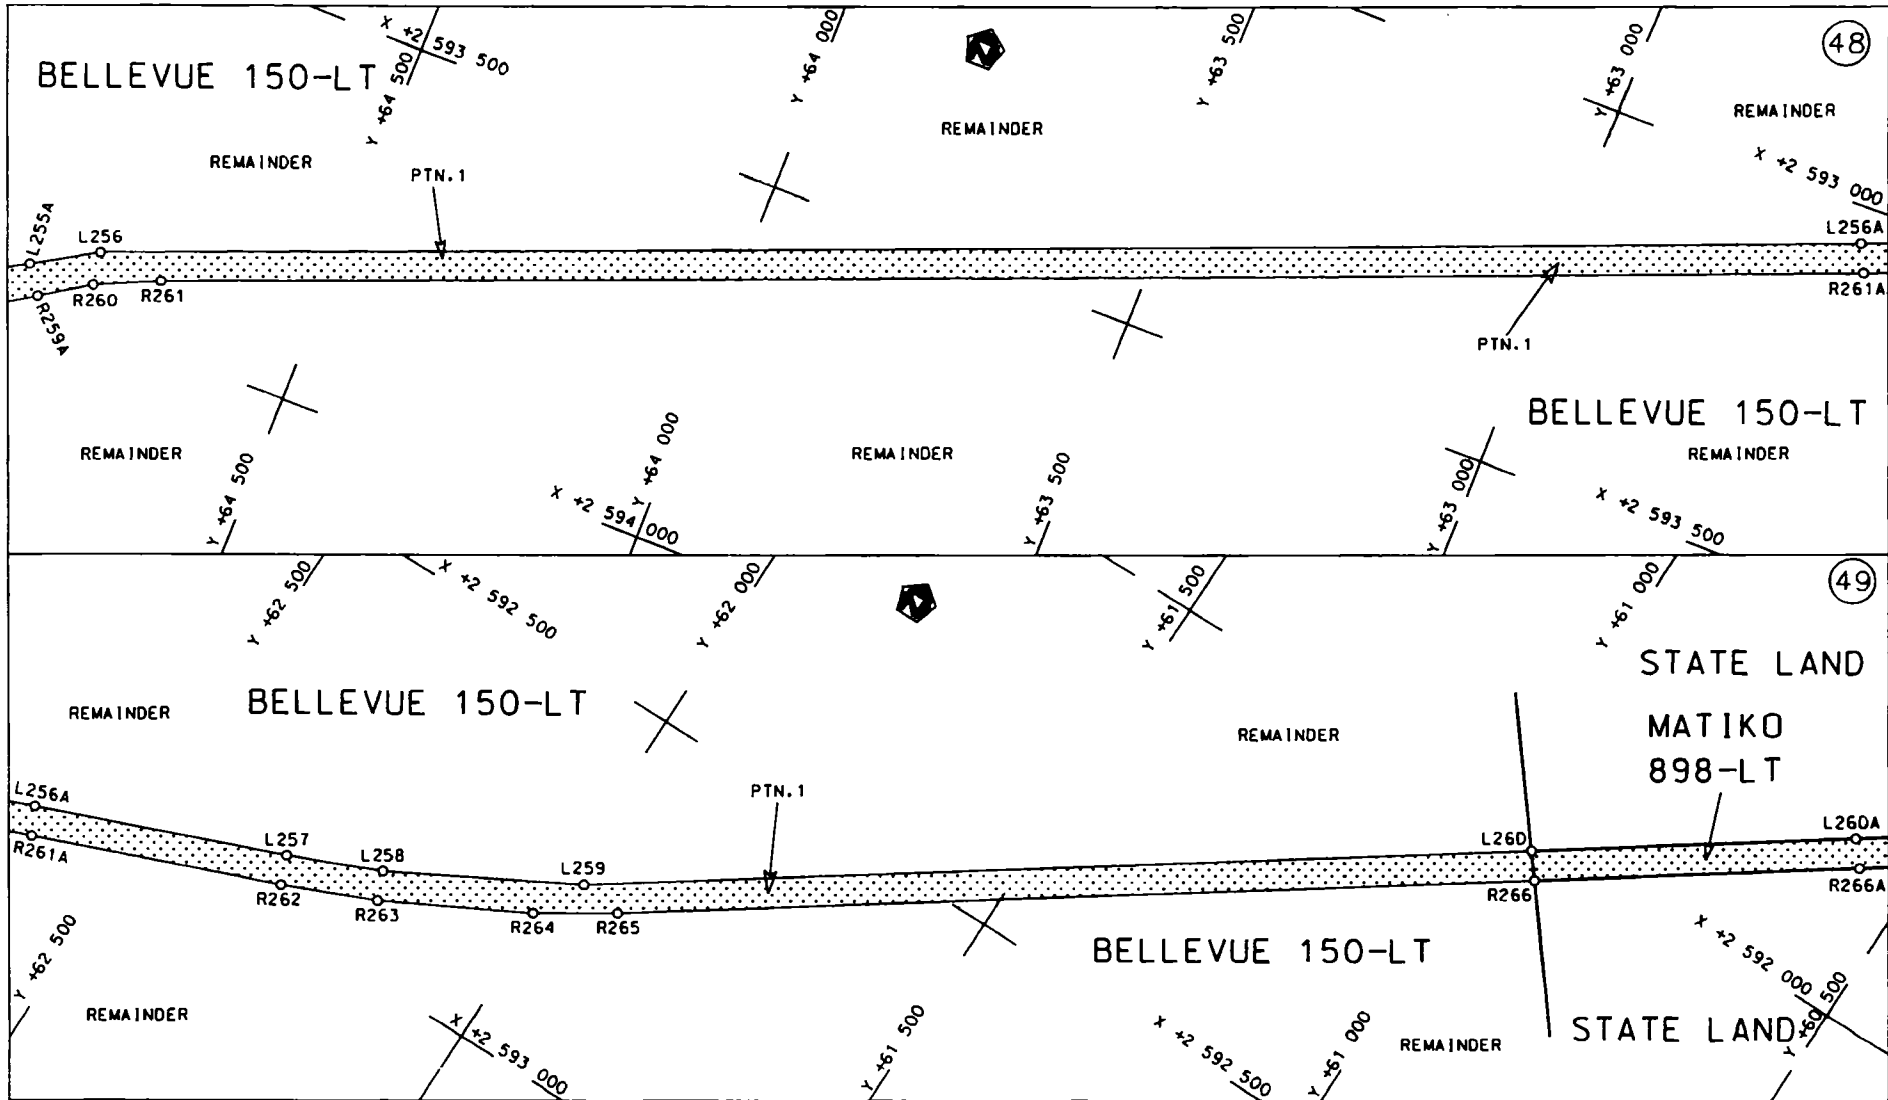 X +2 593 500
Y +64 500
Y +64 000
N
Y +63 500
Y +63 000
48
BELLEVUE 150-LT
REMAINDER
REMAINDER
REMAINDER
PTN.1
X +2 593 000
L255A
L256
L256A
R259A
R260
R261
R261A
PTN.1
BELLEVUE 150-LT
REMAINDER
REMAINDER
REMAINDER
Y +64 500
X +2 594 000
Y +64 000
Y +63 500
Y +63 000
X +2 593 500
Y +62 500
X +2 592 500
Y +62 000
N
Y +61 500
Y +61 000
49
STATE LAND
BELLEVUE 150-LT
REMAINDER
REMAINDER
MATIKO
898-LT
L256A
R261A
L257
L258
L259
PTN.1
L260
L260A
R262
R263
R264
R265
R266
R266A
BELLEVUE 150-LT
Y +62 500
REMAINDER
X +2 593 000
Y +61 500
X +2 592 500
Y +61 000
REMAINDER
X +2 592 000
STATE LAND
Y +60 500